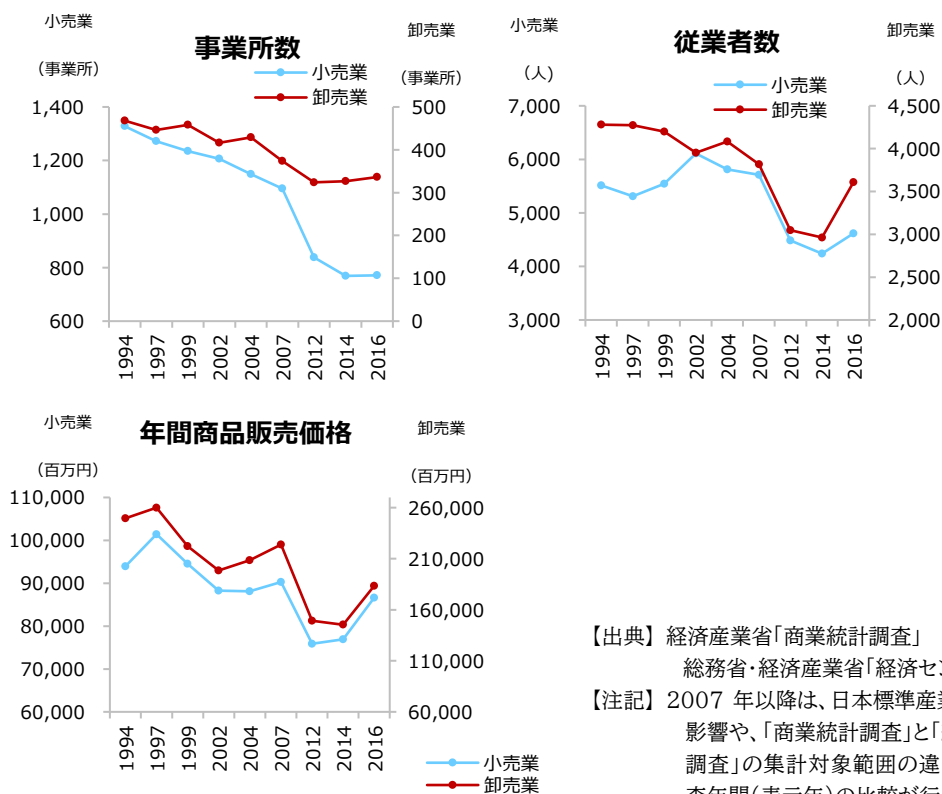 小売業
事業所数
卸売業
（事業所）
（事業所）
小売業
卸売業
1,400
1,200
1,000
800
600
500
400
300
200
100
0
1994
1997
1999
2002
2004
2007
2012
2014
2016
小売業
従業者数
卸売業
（人)
（人）
小売業
卸売業
7,000
6,000
5,000
4,000
3,000
4,500
4,000
3,500
3,000
2,500
2,000
1994
1997
1999
2002
2004
2007
2012
2014
2016
小売業
年間商品販売価格
卸売業
（百万円）
（百万円）
110,000
100,000
90,000
80,000
70,000
60,000
260,000
210,000
160,000
110,000
60,000
1994
1997
1999
2002
2004
2007
2012
2014
2016
小売業
卸売業
【出典】経済産業省「商業統計調査」
総務省・経済産業省「経済セン
【注記】2007 年以降は、日本標準産業
影響や、「商業統計調査」と「
調査」の集計対象範囲の違